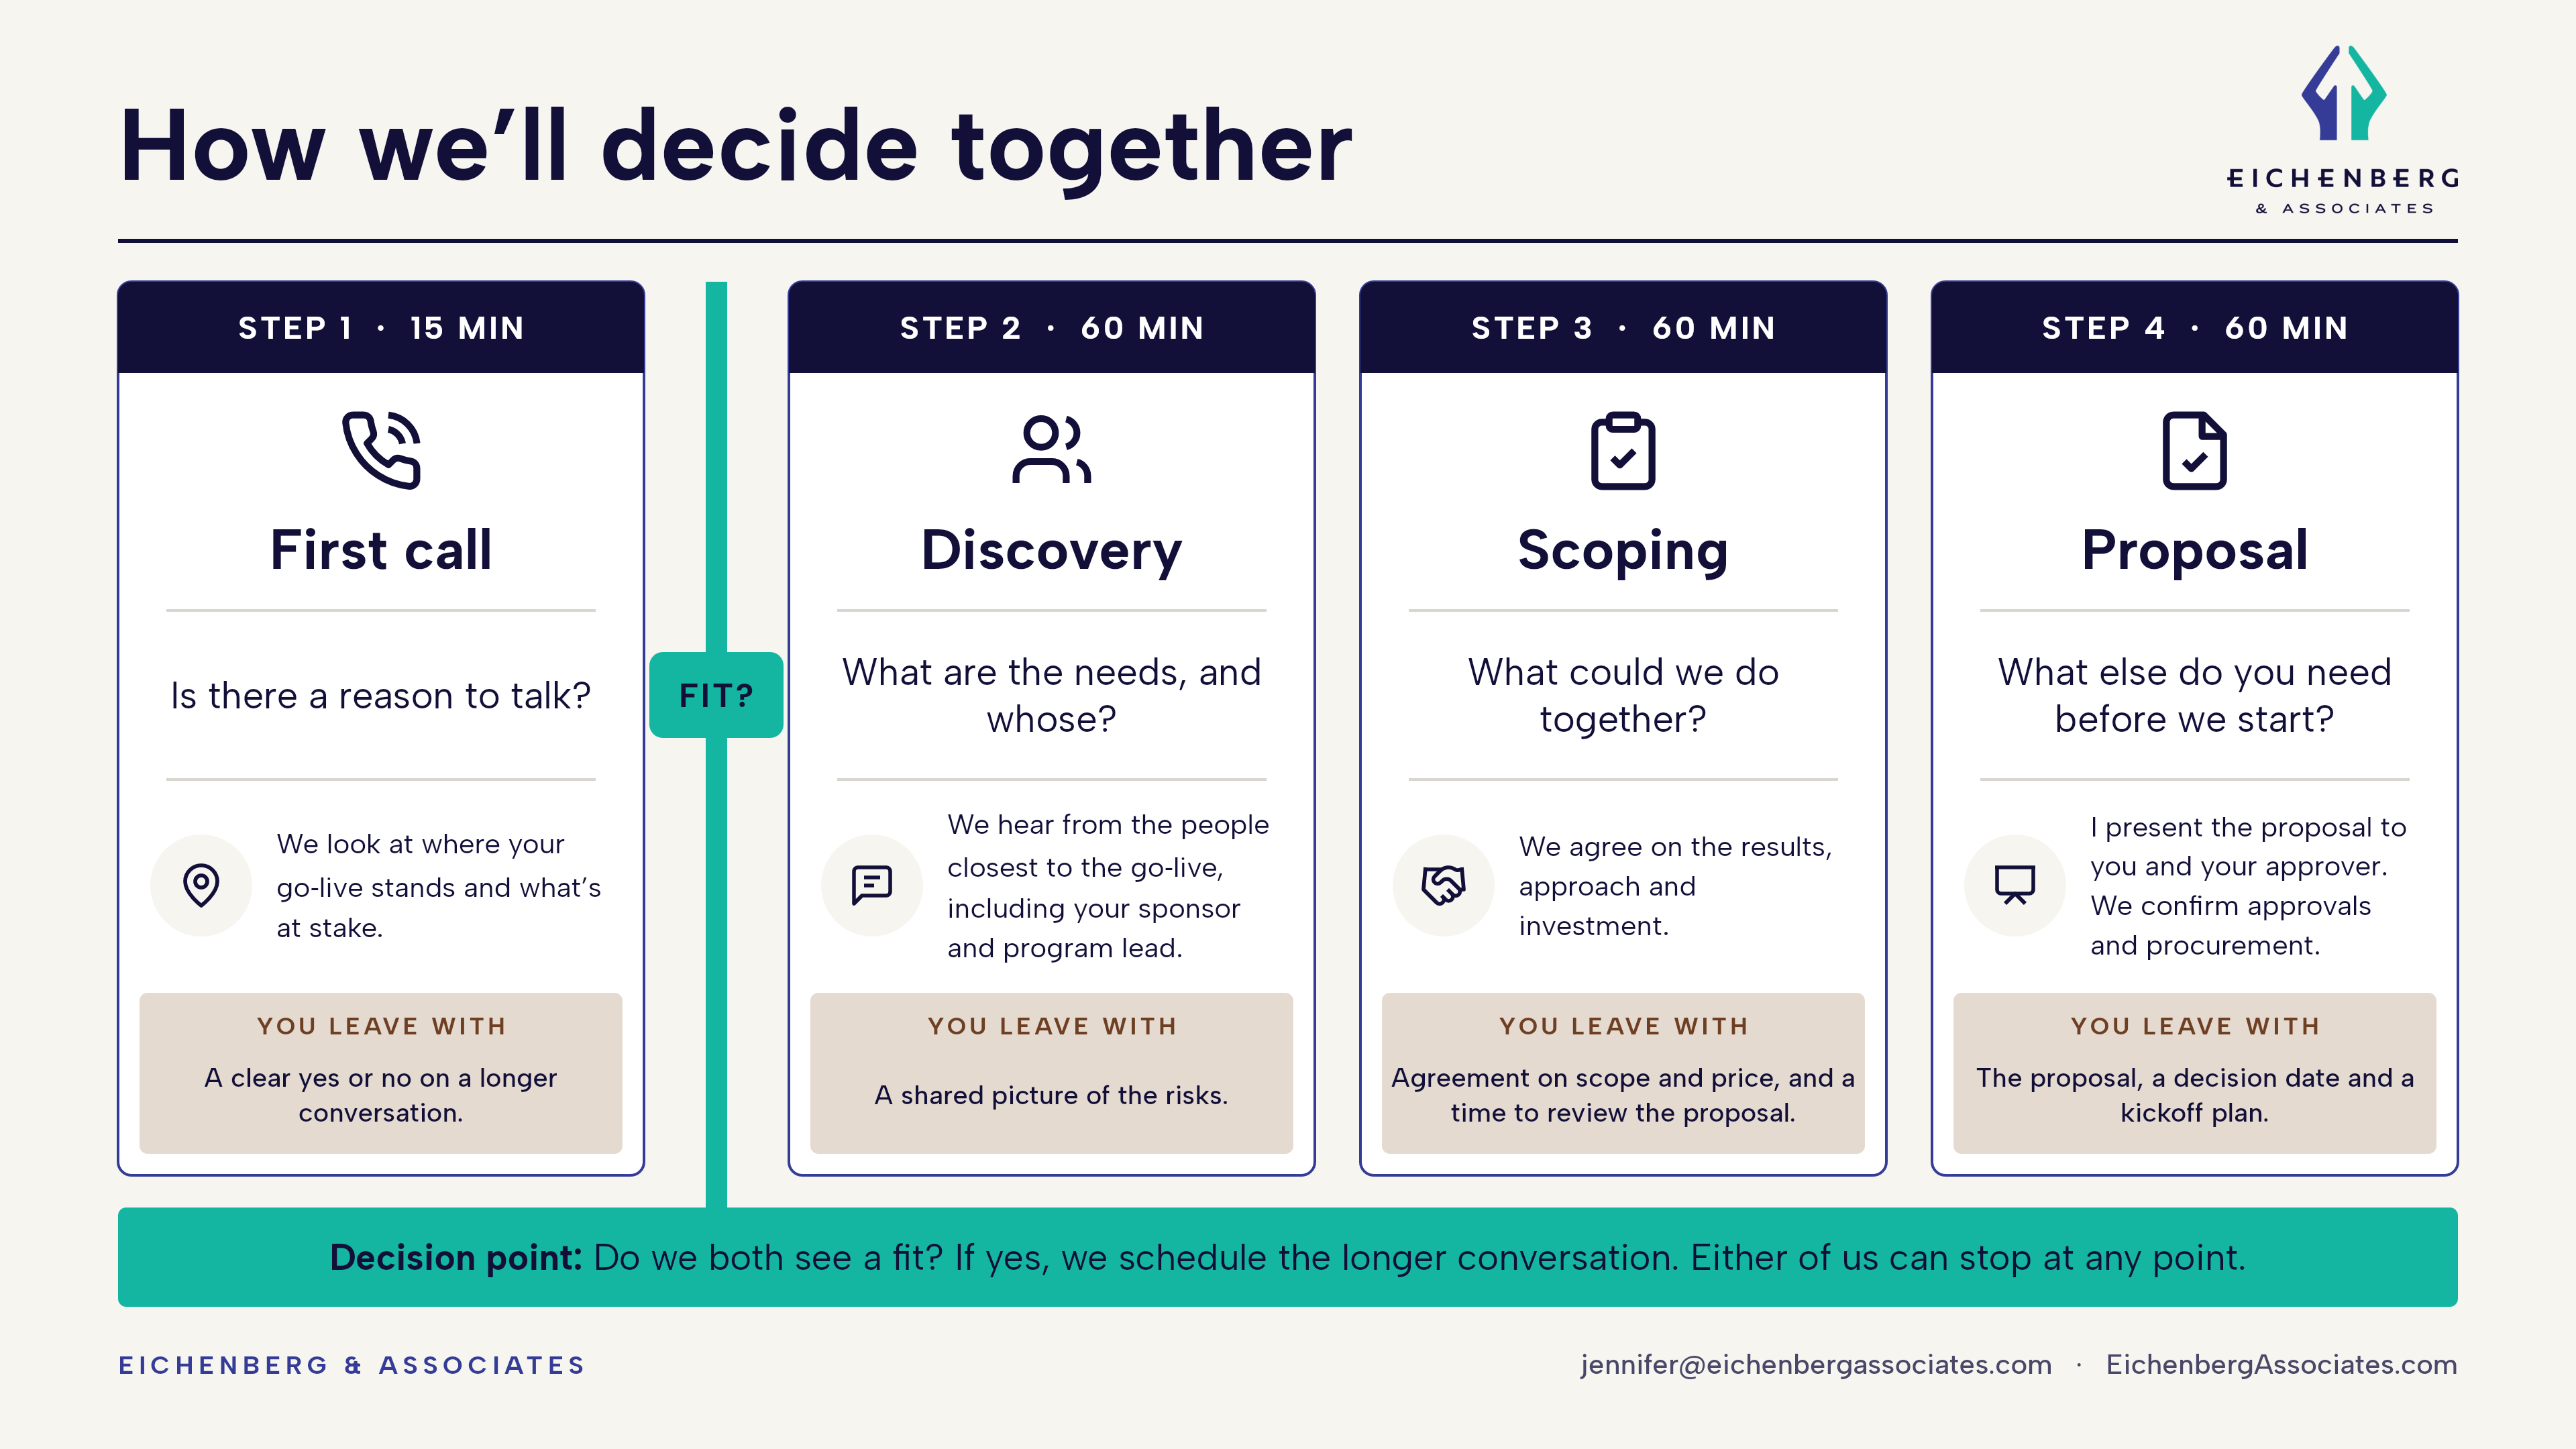 How we’ll decide together
EICHENBERG
& ASSOCIATES
STEP 1 · 15 MIN
First call
Is there a reason to talk?
We look at where your
go-live stands and what’s
at stake.
YOU LEAVE WITH
A clear yes or no on a longer
conversation.
FIT?
STEP 2 · 60 MIN
Discovery
What are the needs, and
whose?
We hear from the people
closest to the go-live,
including your sponsor
and program lead.
YOU LEAVE WITH
A shared picture of the risks.
STEP 3 · 60 MIN
Scoping
What could we do
together?
We agree on the results,
approach and
investment.
YOU LEAVE WITH
Agreement on scope and price, and a
time to review the proposal.
STEP 4 · 60 MIN
Proposal
What else do you need
before we start?
I present the proposal to
you and your approver.
We confirm approvals
and procurement.
YOU LEAVE WITH
The proposal, a decision date and a
kickoff plan.
Decision point: Do we both see a fit? If yes, we schedule the longer conversation. Either of us can stop at any point.
EICHENBERG & ASSOCIATES
jennifer@eichenbergassociates.com · EichenbergAssociates.com